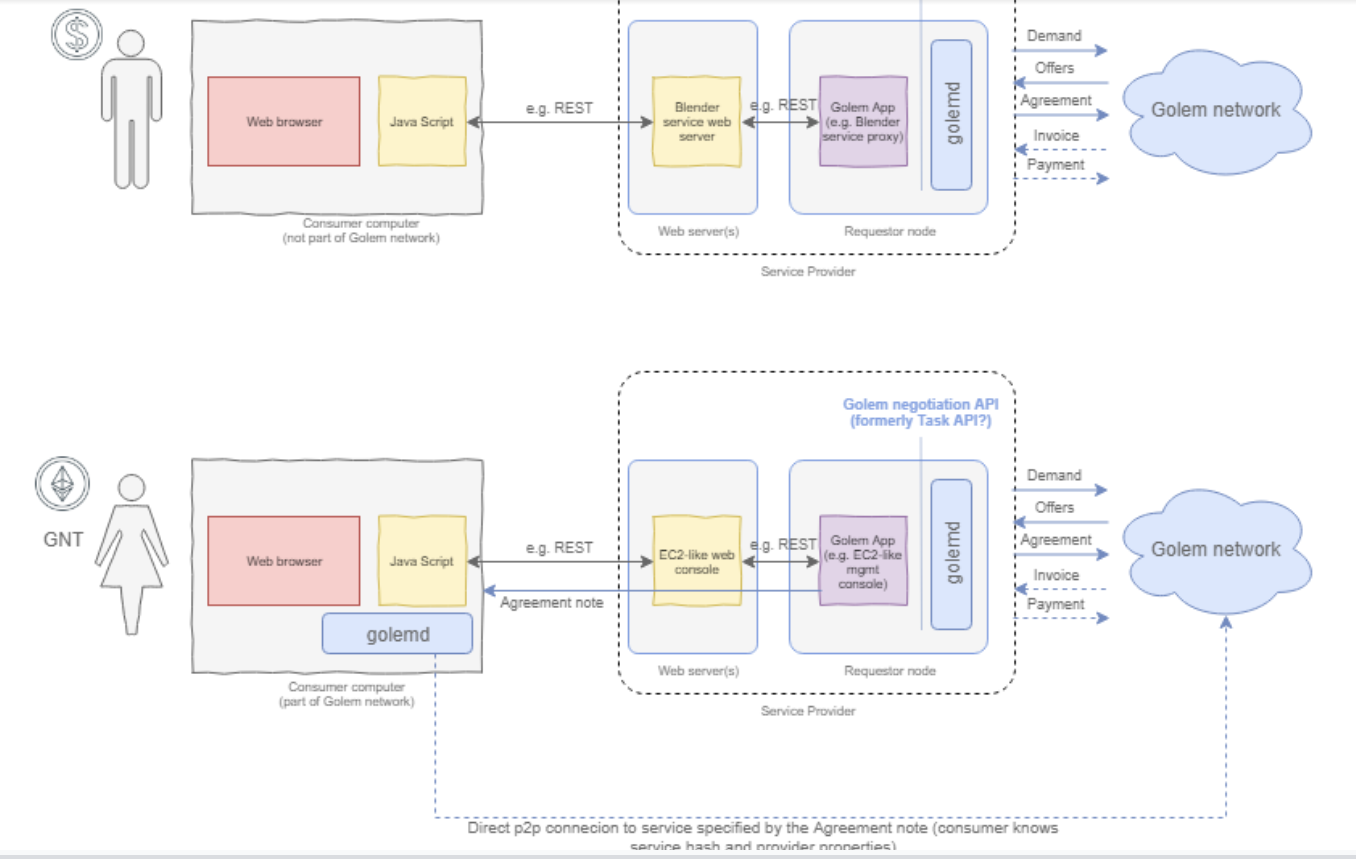 $
Web browser
Java Script
e.g. REST
Blender
service web
server
e.g. REST
Golem App
(e.g. Blender
service proxy)
golemd
Demand
Offers
Agreement
Invoice
Payment
Golem network
Consumer computer
(not part of Golem network)
Web server(s)
Requestor node
Service Provider
Golem negotiation API
(formerly Task API?)
GNT
Web browser
Java Script
golemd
e.g. REST
Agreement note
EC2-like web
console
e.g. REST
Golem App
(e.g. EC2-like
mgmt
console)
golemd
Demand
Offers
Agreement
Invoice
Payment
Golem network
Consumer computer
(part of Golem network)
Web server(s)
Requestor node
Service Provider
Direct p2p connecion to service specified by the Agreement note (consumer knows
service hash and provider properties)